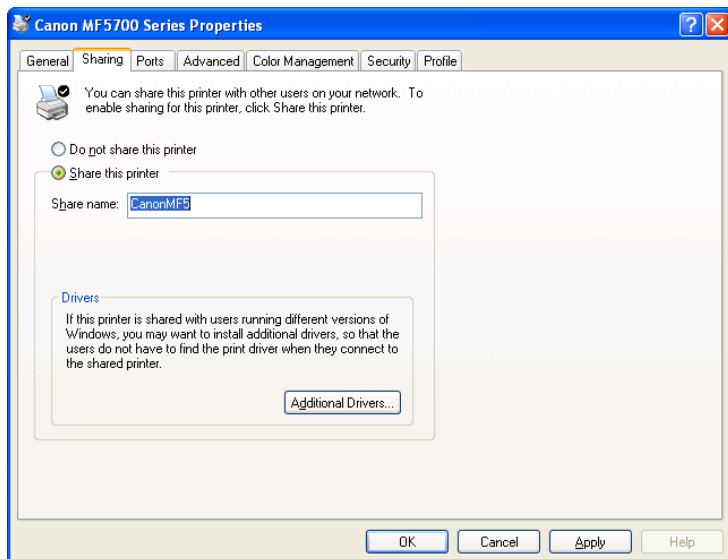 Canon MF5700 Series Properties
General Sharing Ports Advanced Color Management Security Profile
You can share this printer with other users on your network. To
enable sharing for this printer, click Share this printer.
Do not share this printer
Share this printer
Share name: CanonMF5
Drivers
If this printer is shared with users running different versions of
Windows, you may want to install additional drivers, so that the
users do not have to find the print driver when they connect to
the shared printer.
Additional Drivers...
OK Cancel Apply Help